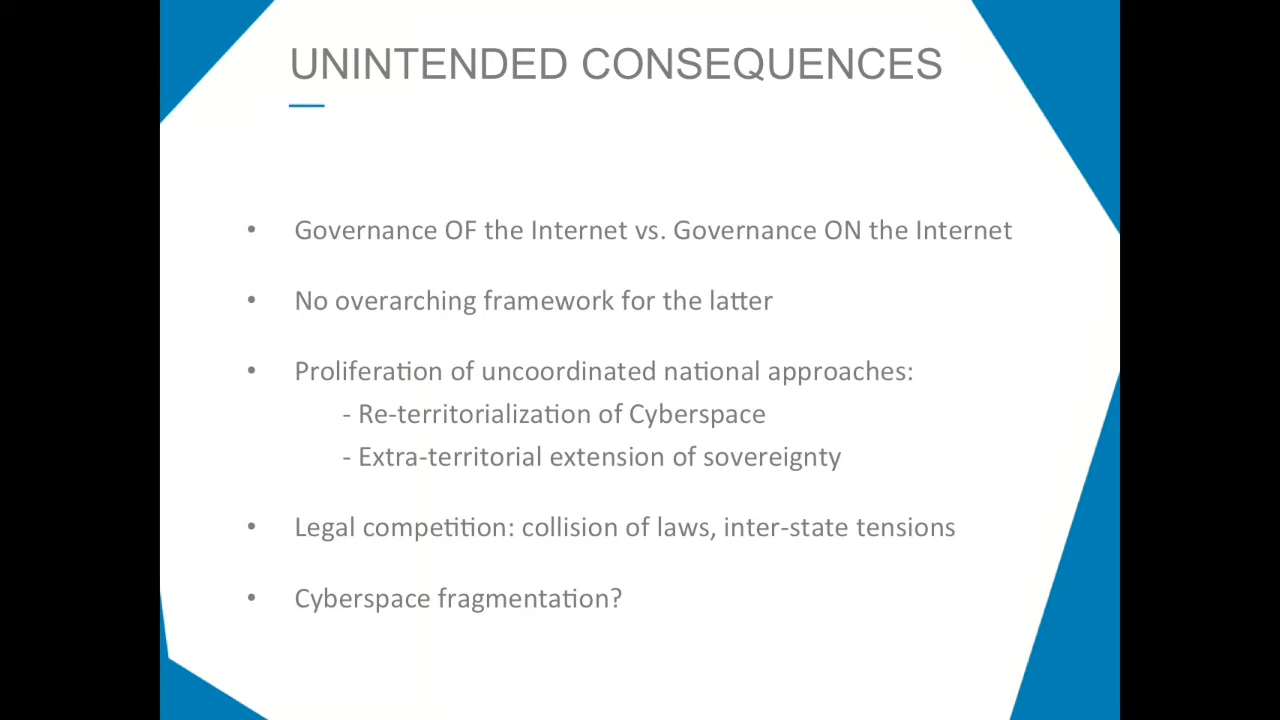 UNINTENDED CONSEQUENCES
• Governance OF the Internet vs. Governance ON the Internet
• No overarching framework for the latter
• Proliferation of uncoordinated national approaches:
- Re-territorialization of Cyberspace
- Extra-territorial extension of sovereignty
• Legal competition: collision of laws, inter-state tensions
• Cyberspace fragmentation?